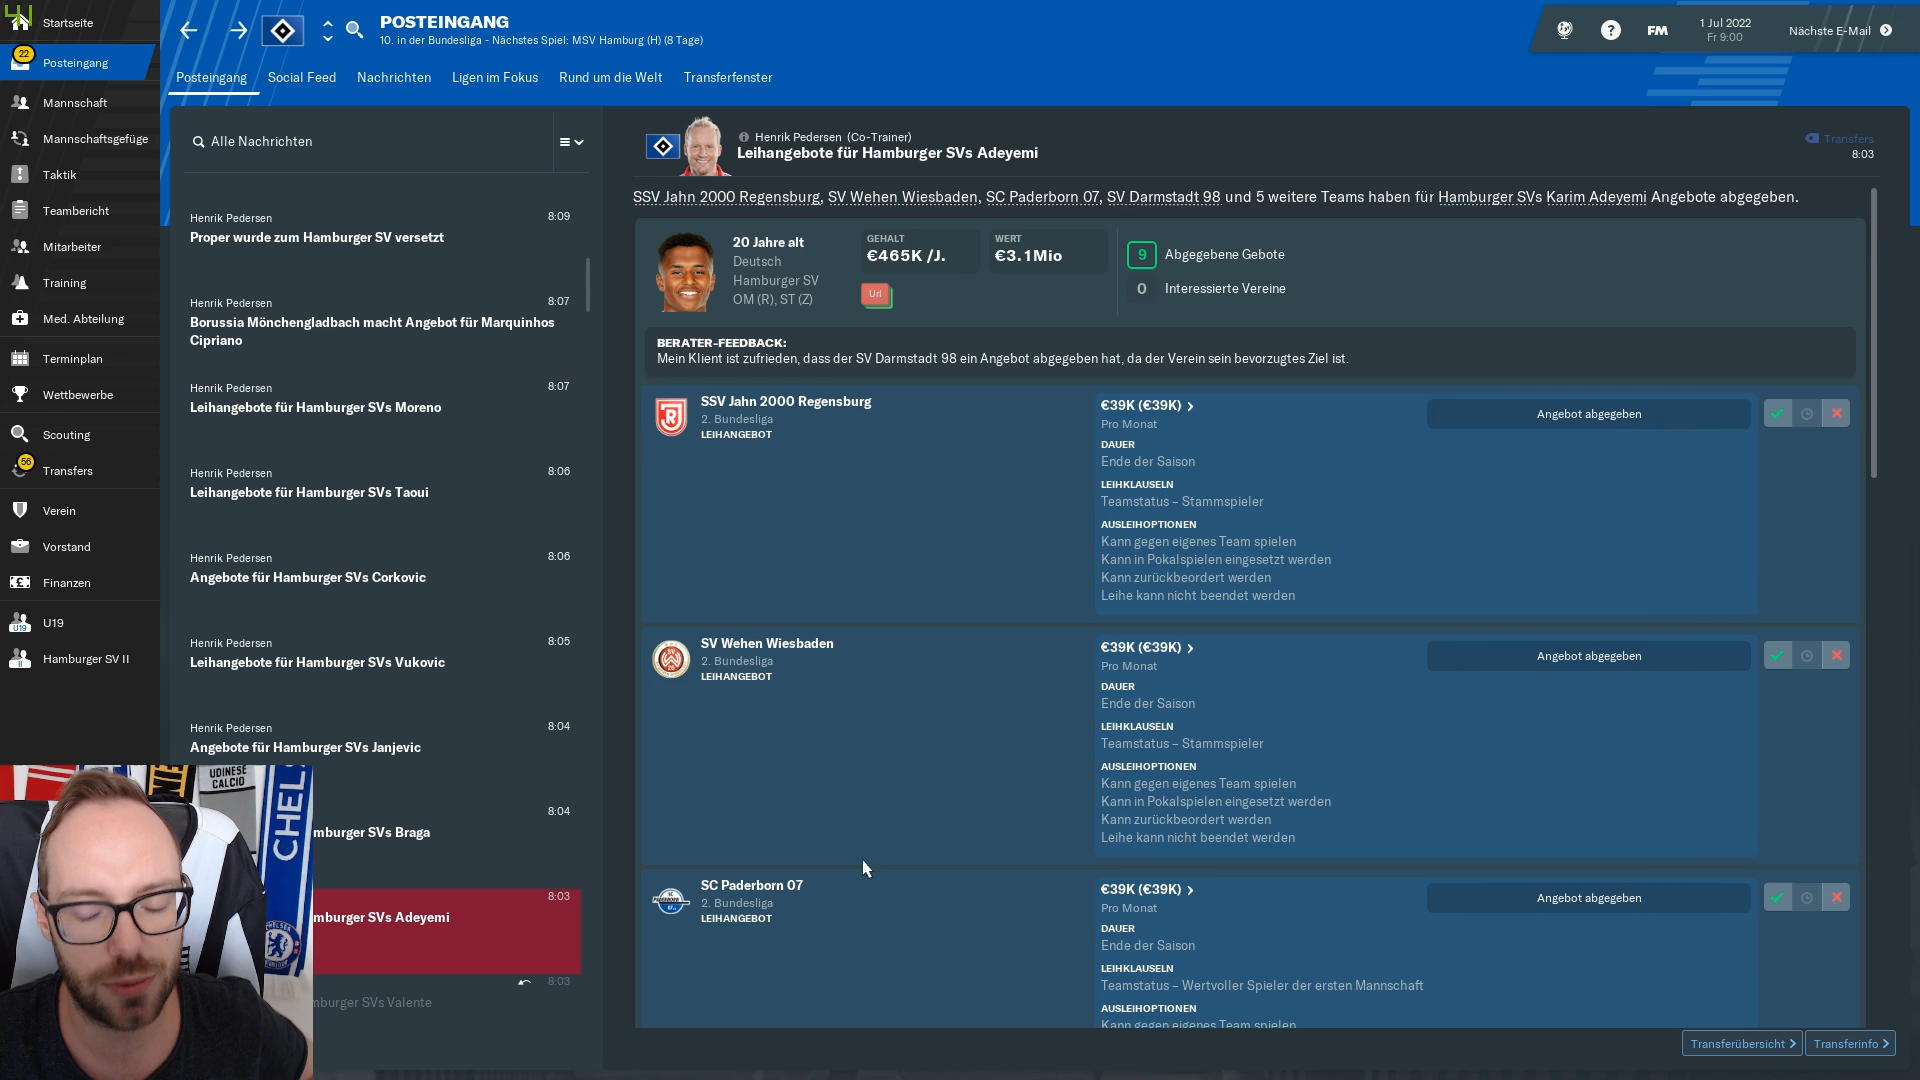 Startseite
22
Posteingang
Mannschaft
Mannschaftsgefüge
Taktik
Teambericht
Mitarbeiter
Training
Med. Abteilung
Terminplan
Wettbewerbe
Scouting
56
Transfers
Verein
Vorstand
Finanzen
U19
U19
Hamburger SV II
POSTEINGANG
10. in der Bundesliga - Nächstes Spiel: MSV Hamburg (H) (8 Tage)
FM
1 Jul 2022
Fr 9:00
Nächste E-Mail
Posteingang
Social Feed
Nachrichten
Ligen im Fokus
Rund um die Welt
Transferfenster
Alle Nachrichten
Henrik Pedersen 8:09
Proper wurde zum Hamburger SV versetzt
Henrik Pedersen 8:07
Borussia Mönchengladbach macht Angebot für Marquinhos
Cipriano
Henrik Pedersen 8:07
Leihangebote für Hamburger SVs Moreno
Henrik Pedersen 8:06
Leihangebote für Hamburger SVs Taoui
Henrik Pedersen 8:06
Angebote für Hamburger SVs Corkovic
Henrik Pedersen 8:05
Leihangebote für Hamburger SVs Vukovic
Henrik Pedersen 8:04
Angebote für Hamburger SVs Janjevic
8:04
mburger SVs Braga
8:03
mburger SVs Adeyemi
8:03
mburger SVs Valente
UDINESE
CALCIO
CHEL
Henrik Pedersen (Co-Trainer)
Leihangebote für Hamburger SVs Adeyemi
Transfers
8:03
SSV Jahn 2000 Regensburg, SV Wehen Wiesbaden, SC Paderborn 07, SV Darmstadt 98 und 5 weitere Teams haben für Hamburger SVs Karim Adeyemi Angebote abgegeben.
20 Jahre alt
Deutsch
Hamburger SV
OM (R), ST (Z)
GEHALT
€465K /J.
WERT
€3.1Mio
Url
9 Abgegebene Gebote
0 Interessierte Vereine
BERATER-FEEDBACK:
Mein Klient ist zufrieden, dass der SV Darmstadt 98 ein Angebot abgegeben hat, da der Verein sein bevorzugtes Ziel ist.
SSV Jahn 2000 Regensburg
2. Bundesliga
LEIHANGEBOT
€39K (€39K)
Pro Monat
DAUER
Ende der Saison
LEIHKLAUSELN
Teamstatus – Stammspieler
AUSLEIHOPTIONEN
Kann gegen eigenes Team spielen
Kann in Pokalspielen eingesetzt werden
Kann zurückbeordert werden
Leihe kann nicht beendet werden
Angebot abgegeben
SV Wehen Wiesbaden
2. Bundesliga
LEIHANGEBOT
€39K (€39K)
Pro Monat
DAUER
Ende der Saison
LEIHKLAUSELN
Teamstatus – Stammspieler
AUSLEIHOPTIONEN
Kann gegen eigenes Team spielen
Kann in Pokalspielen eingesetzt werden
Kann zurückbeordert werden
Leihe kann nicht beendet werden
Angebot abgegeben
SC Paderborn 07
2. Bundesliga
LEIHANGEBOT
€39K (€39K)
Pro Monat
DAUER
Ende der Saison
LEIHKLAUSELN
Teamstatus – Wertvoller Spieler der ersten Mannschaft
AUSLEIHOPTIONEN
Kann gegen eigenes Team spielen
Angebot abgegeben
Transferübersicht
Transferinfo